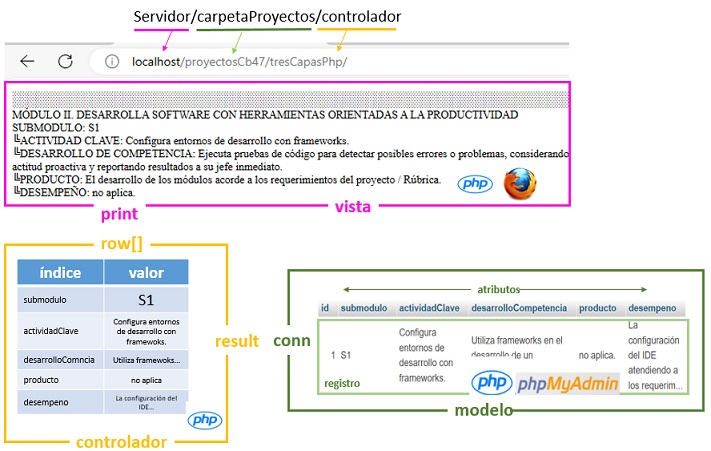 Servidor/carpetaProyectos/controlador
localhost/proyectosCb47/tresCapasPhp/
MÓDULO II. DESARROLLA SOFTWARE CON HERRAMIENTAS ORIENTADAS A LA PRODUCTIVIDAD
SUBMODULO: S1
╚ACTIVIDAD CLAVE: Configura entornos de desarrollo con frameworks.
╚DESARROLLO DE COMPETENCIA: Ejecuta pruebas de código para detectar posibles errores o problemas, considerando
actitud proactiva y reportando resultados a su jefe inmediato.
╚PRODUCTO: El desarrollo de los módulos acorde a los requerimientos del proyecto / Rúbrica.
╚DESEMPEÑO: no aplica.
php
print
vista
row[]
índice valor
submodulo S1
actividadClave Configura entornos
de desarrollo con
framewoks.
desarrolloComncia Utiliza framewoks...
producto no aplica
desempeno La configuración del
IDE...
php
controlador
result
conn
atributos
id submodulo actividadClave desarrolloCompetencia producto desempeno
1 S1
Configura
entornos de
desarrollo con
frameworks.
Utiliza frameworks en el
desarrollo de un
no aplica.
La
configuración
del IDE
atendiendo a
los requerim...
registro
php
phpMyAdmin
modelo